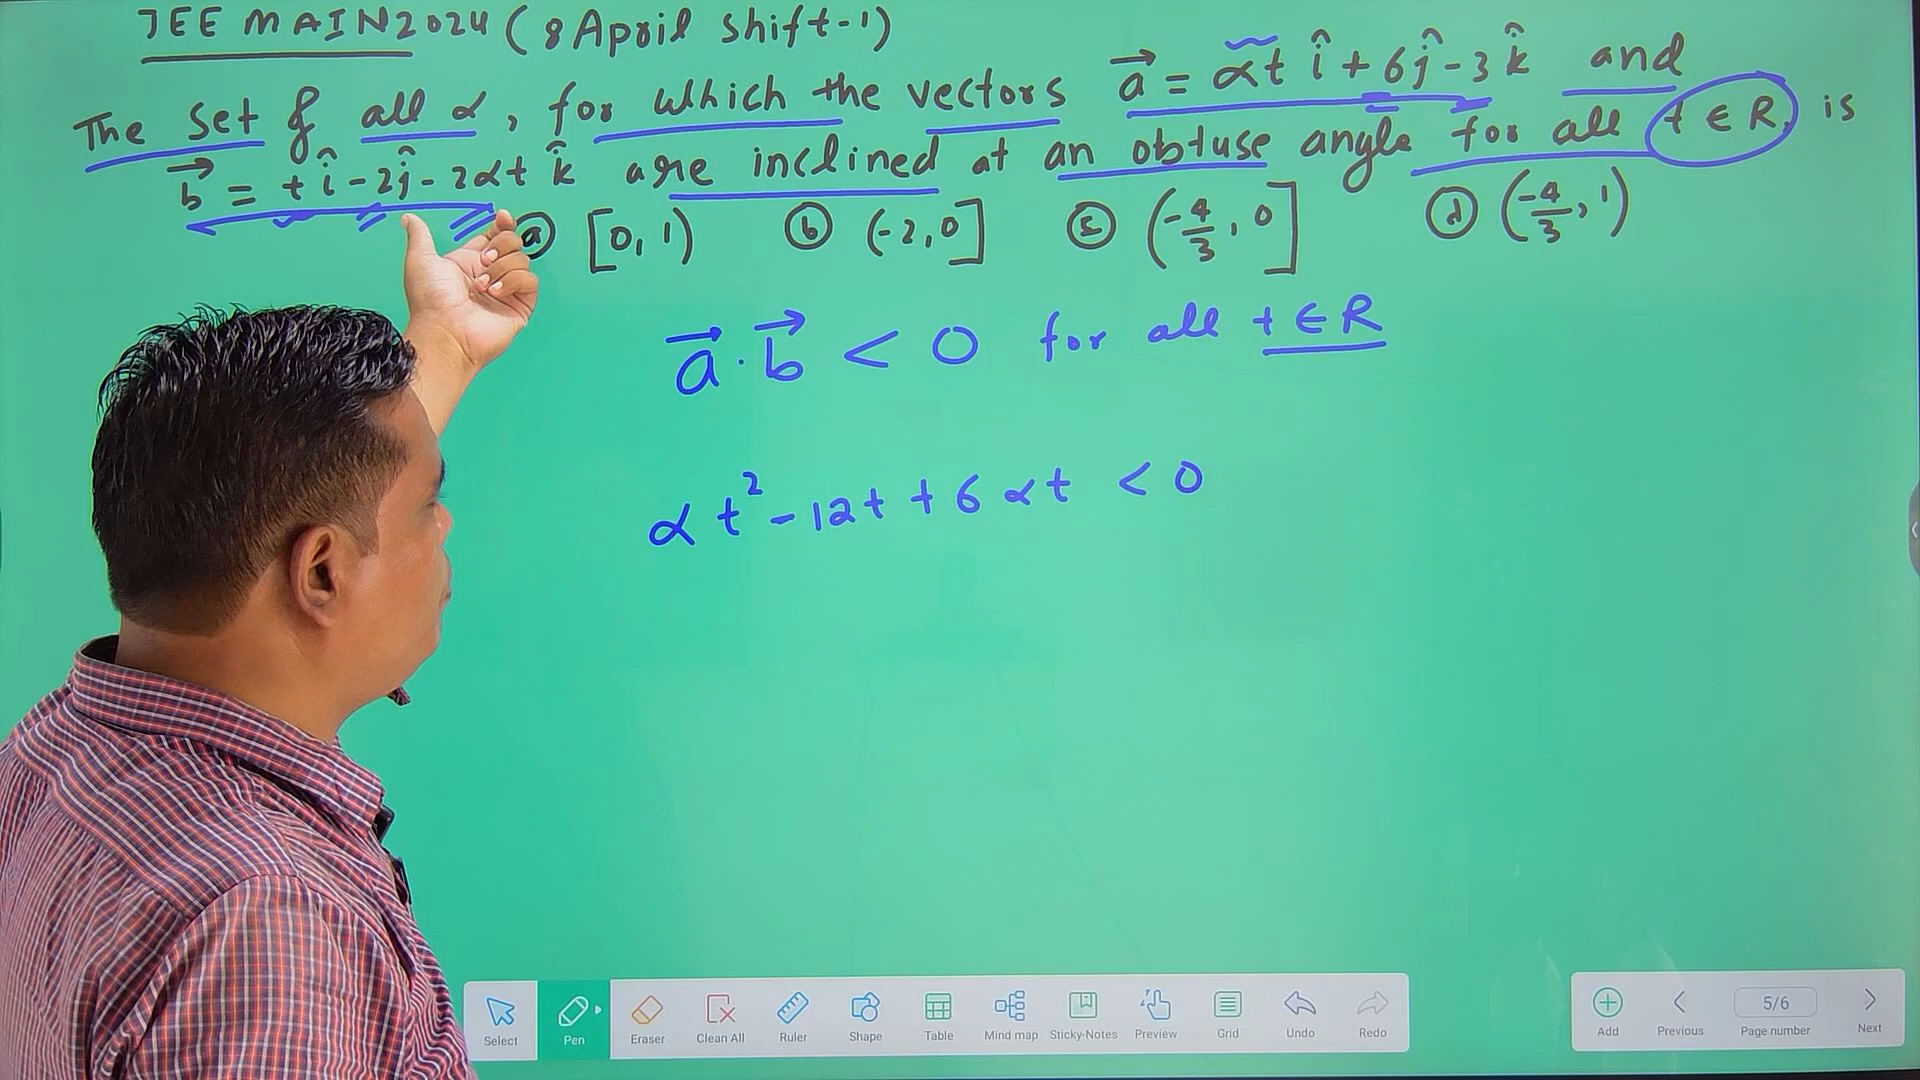 JEE MAIN 2024 (8 April Shift-1)
The set of all α, for which the vectors a⃗ = αt î + 6ĵ - 3 k̂ and
b⃗ = t î - 2ĵ - 2αt k̂ are inclined at an obtuse angle for all t ∈ R, is
ⓐ [0, 1) ⓑ (-2, 0] ⓒ (-4/3, 0] ⓓ (-4/3, 1)
a⃗ . b⃗ < 0 for all t ∈ R
αt² - 12t + 6αt < 0
Select Pen Eraser Clean All Ruler Shape Table Mind map Sticky-Notes Preview Grid Undo Redo
Add Previous 5/6 Page number Next